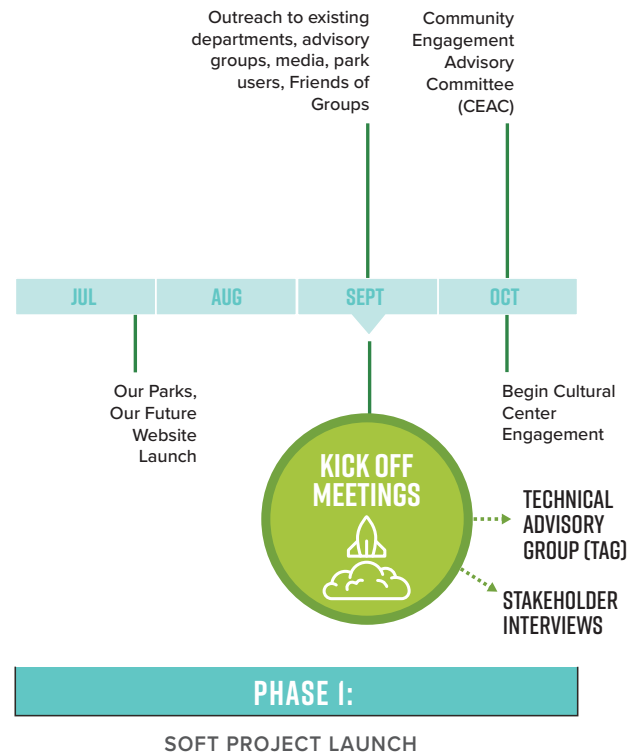 Outreach to existing
departments, advisory
groups, media, park
users, Friends of
Groups
Community
Engagement
Advisory
Committee
(CEAC)
JUL
AUG
SEPT
OCT
Our Parks,
Our Future
Website
Launch
Begin Cultural
Center
Engagement
KICK OFF
MEETINGS
TECHNICAL
ADVISORY
GROUP (TAG)
STAKEHOLDER
INTERVIEWS
PHASE 1:
SOFT PROJECT LAUNCH